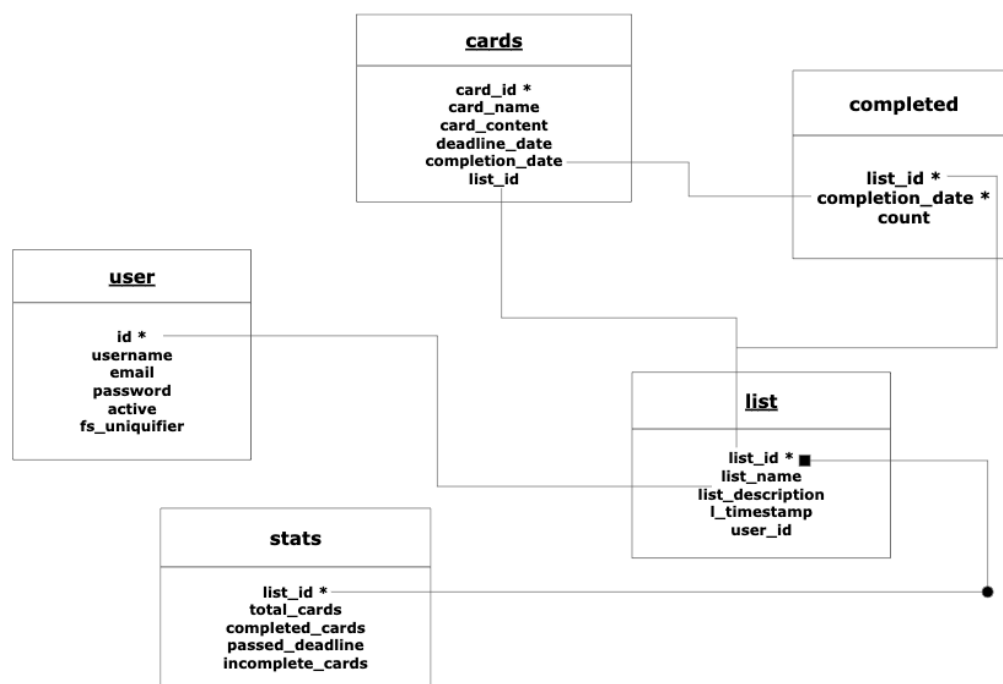 cards
card_id *
card_name
card_content
deadline_date
completion_date
list_id
completed
list_id *
completion_date *
count
user
id *
username
email
password
active
fs_uniquifier
list
list_id *
list_name
list_description
l_timestamp
user_id
stats
list_id *
total_cards
completed_cards
passed_deadline
incomplete_cards